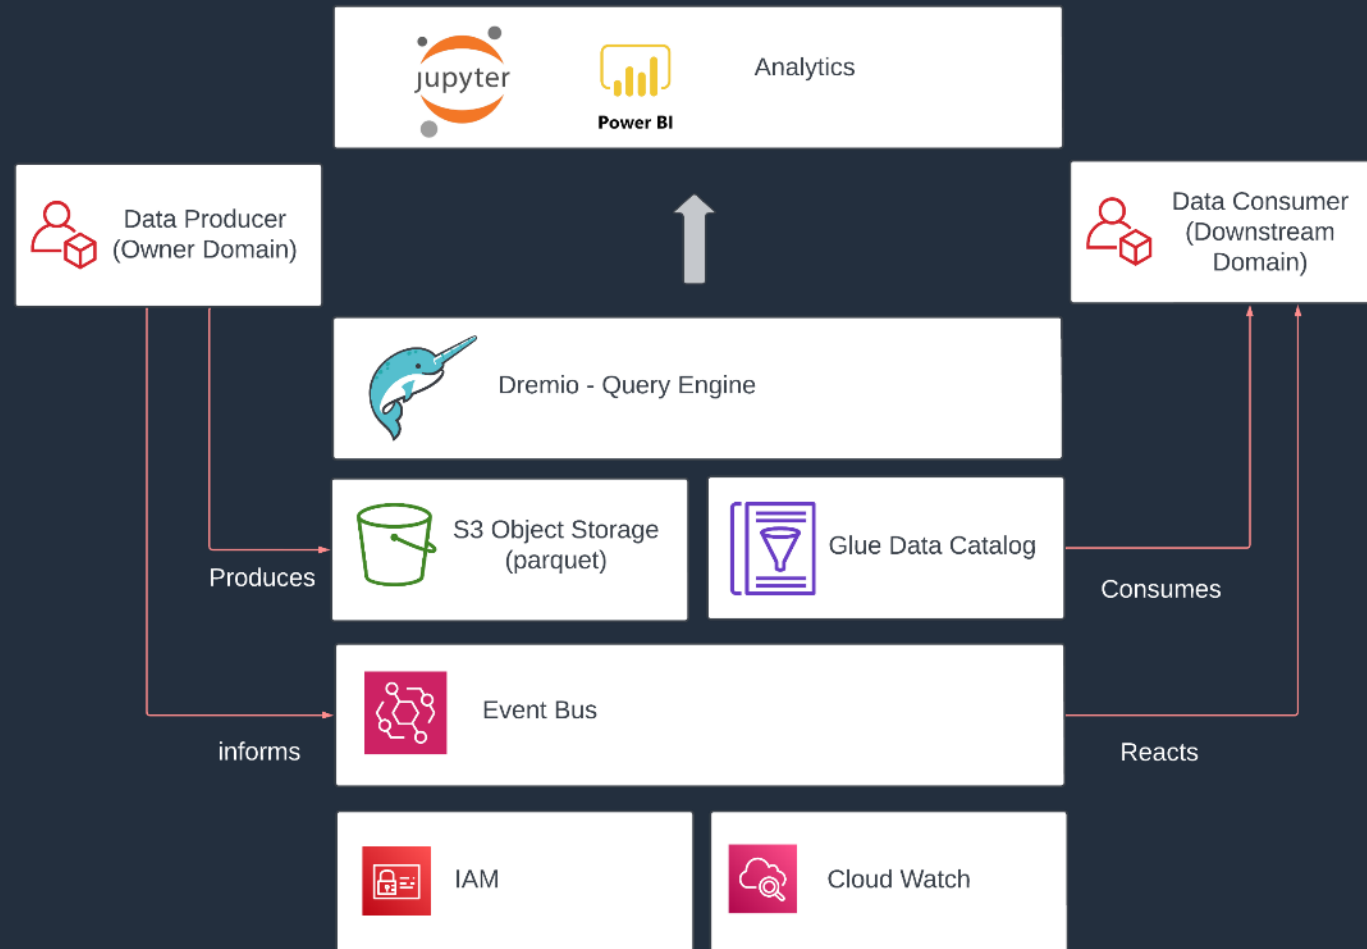 jupyter
Power BI
Analytics
Data Producer
(Owner Domain)
Data Consumer
(Downstream
Domain)
Dremio - Query Engine
S3 Object Storage
(parquet)
Glue Data Catalog
Produces
Consumes
Event Bus
informs
Reacts
IAM
Cloud Watch